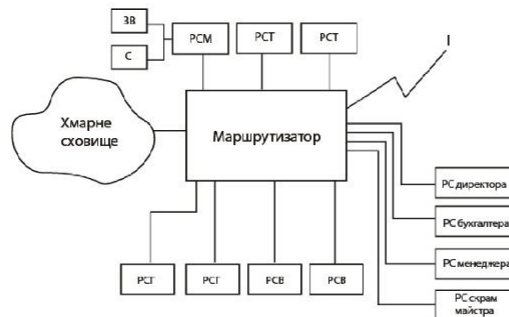 ЗВ
С
РСМ
РСТ
РСТ
І
Хмарне
сховище
Маршрутизатор
РС директора
РС бухгалтера
РС менеджера
РС скрам
майстра
РСГ
РСГ
РСВ
РСВ